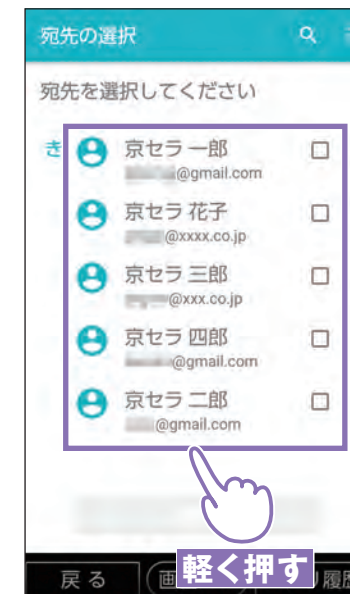 宛先の選択
宛先を選択してください
き
京セラ 一郎
@gmail.com
京セラ 花子
@xxxx.co.jp
京セラ 三郎
@xxx.co.jp
京セラ 四郎
@gmail.com
京セラ 二郎
@gmail.com
軽く押す
戻る
画
履歴